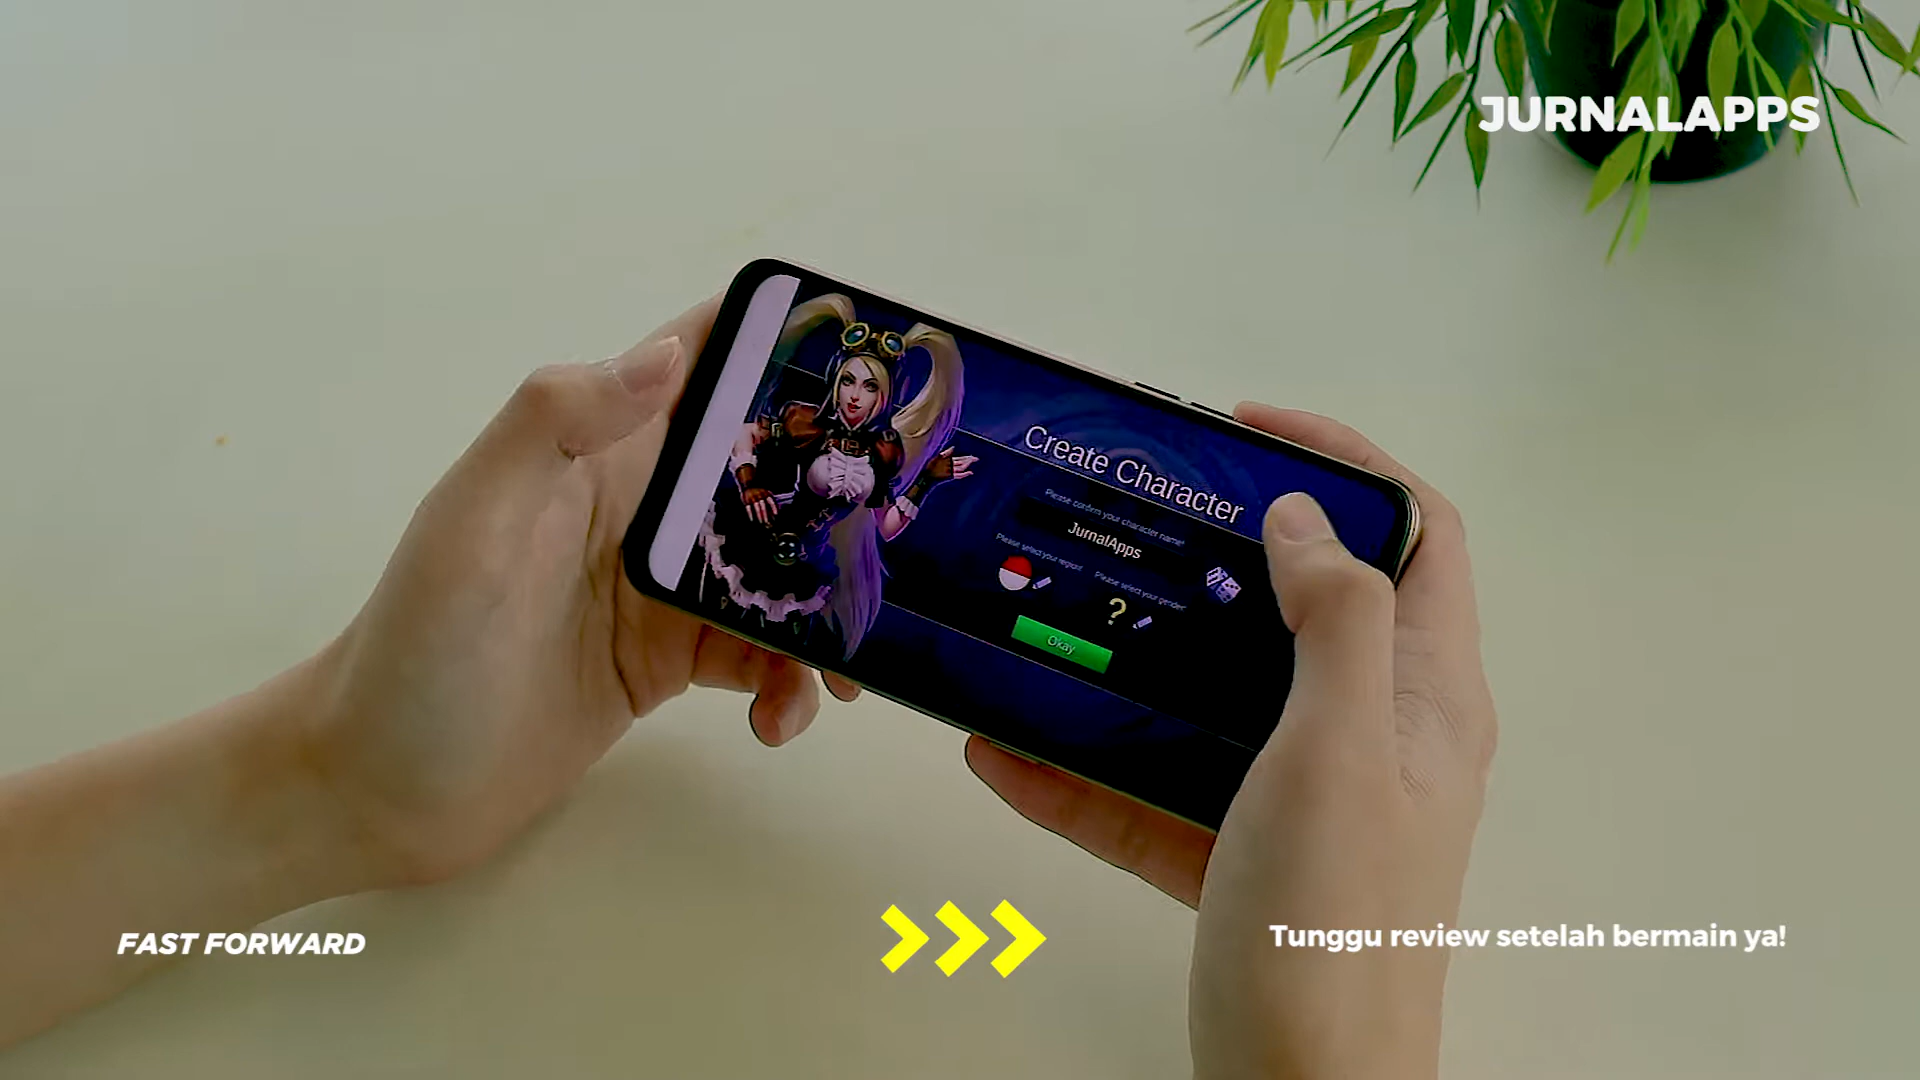 JURNALAPPS
Create Character
Please confirm your character name!
JurnalApps
Please select your region!
Please select your gender!
?
Okay
FAST FORWARD
Tunggu review setelah bermain ya!